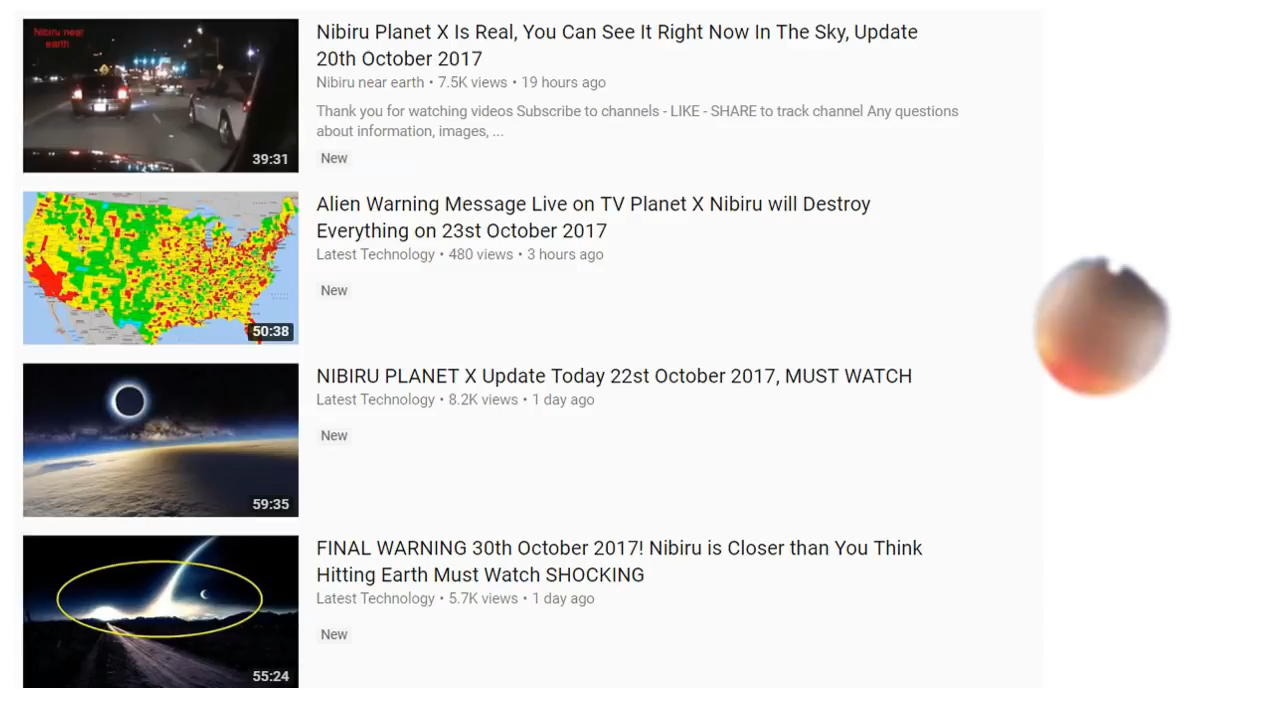 Nibiru near
earth
39:31
Nibiru Planet X Is Real, You Can See It Right Now In The Sky, Update
20th October 2017
Nibiru near earth • 7.5K views • 19 hours ago
Thank you for watching videos Subscribe to channels - LIKE - SHARE to track channel Any questions
about information, images, ...
New
50:38
Alien Warning Message Live on TV Planet X Nibiru will Destroy
Everything on 23st October 2017
Latest Technology • 480 views • 3 hours ago
New
59:35
NIBIRU PLANET X Update Today 22st October 2017, MUST WATCH
Latest Technology • 8.2K views • 1 day ago
New
55:24
FINAL WARNING 30th October 2017! Nibiru is Closer than You Think
Hitting Earth Must Watch SHOCKING
Latest Technology • 5.7K views • 1 day ago
New